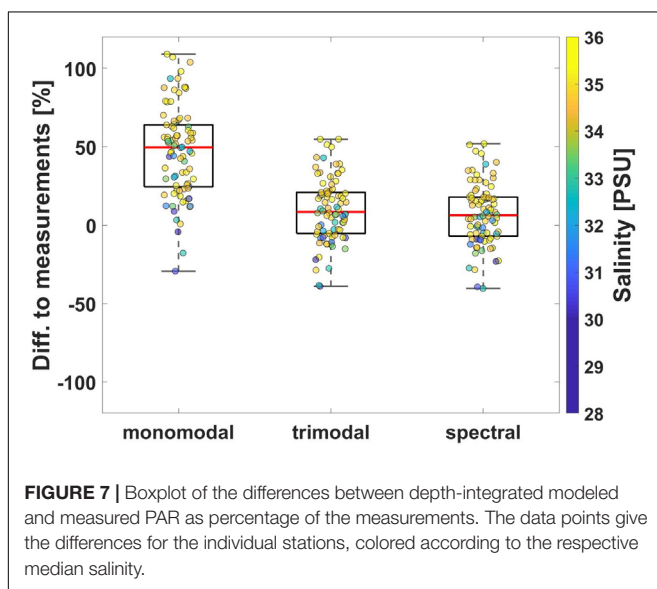 100
50
0
-50
-100
Diff. to measurements [%]
monomodal trimodal spectral
36
35
34
33
32
31
30
29
28
Salinity [PSU]
FIGURE 7 | Boxplot of the differences between depth-integrated modeled
and measured PAR as percentage of the measurements. The data points give
the differences for the individual stations, colored according to the respective
median salinity.